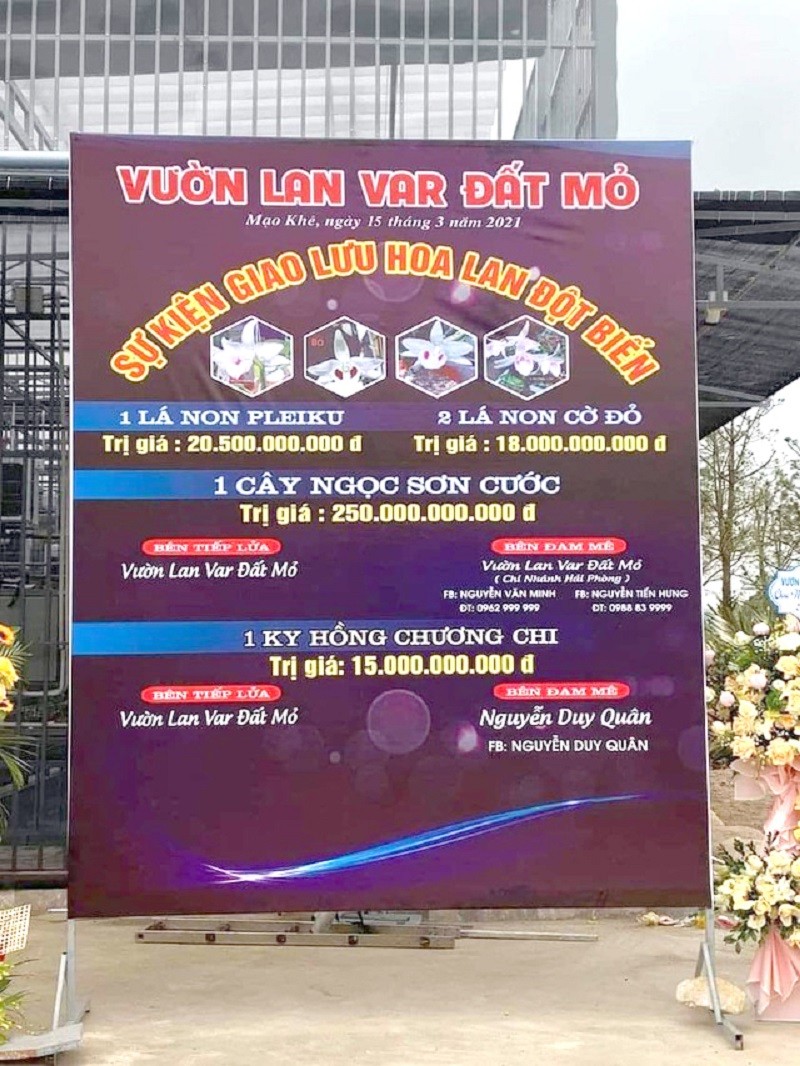 VƯỜN LAN VAR ĐẤT MỎ
Mạo Khê, ngày 15 tháng 3 năm 2021
SỰ KIỆN GIAO LƯU HOA LAN ĐỘT BIẾN
1 LÁ NON PLEIKU
Trị giá : 20.500.000.000 đ
2 LÁ NON CỜ ĐỎ
Trị giá : 18.000.000.000 đ
1 CÂY NGỌC SƠN CƯỚC
Trị giá : 250.000.000.000 đ
BÊN TIẾP LỬA
Vườn Lan Var Đất Mỏ
BÊN ĐAM MÊ
Vườn Lan Var Đất Mỏ
( Chi Nhánh Hải Phòng )
FB: NGUYỄN VĂN MINH FB: NGUYỄN TIẾN HƯNG
ĐT: 0962 999 999 ĐT: 0988 83 9999
1 KY HỒNG CHƯƠNG CHI
Trị giá: 15.000.000.000 đ
BÊN TIẾP LỬA
Vườn Lan Var Đất Mỏ
BÊN ĐAM MÊ
Nguyễn Duy Quân
FB: NGUYỄN DUY QUÂN
VƯỜN